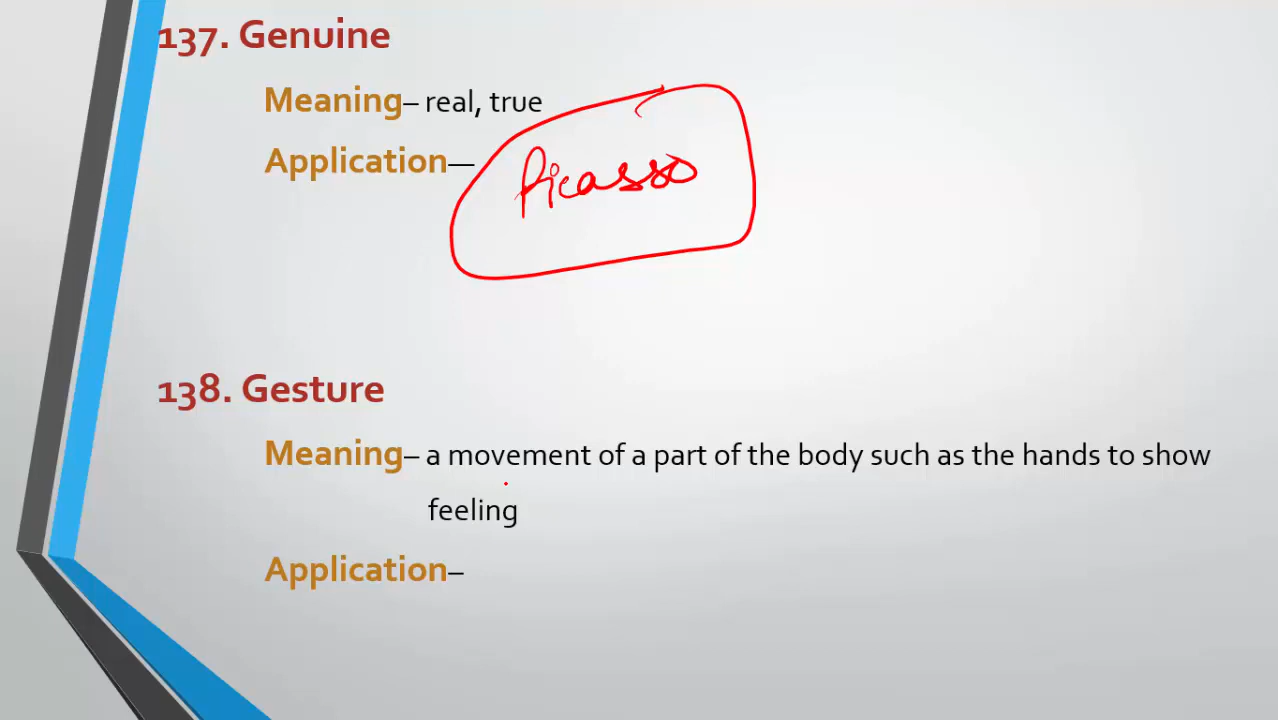 137. Genuine
Meaning– real, true
Application—
Picasso
138. Gesture
Meaning– a movement of a part of the body such as the hands to show
feeling
Application–